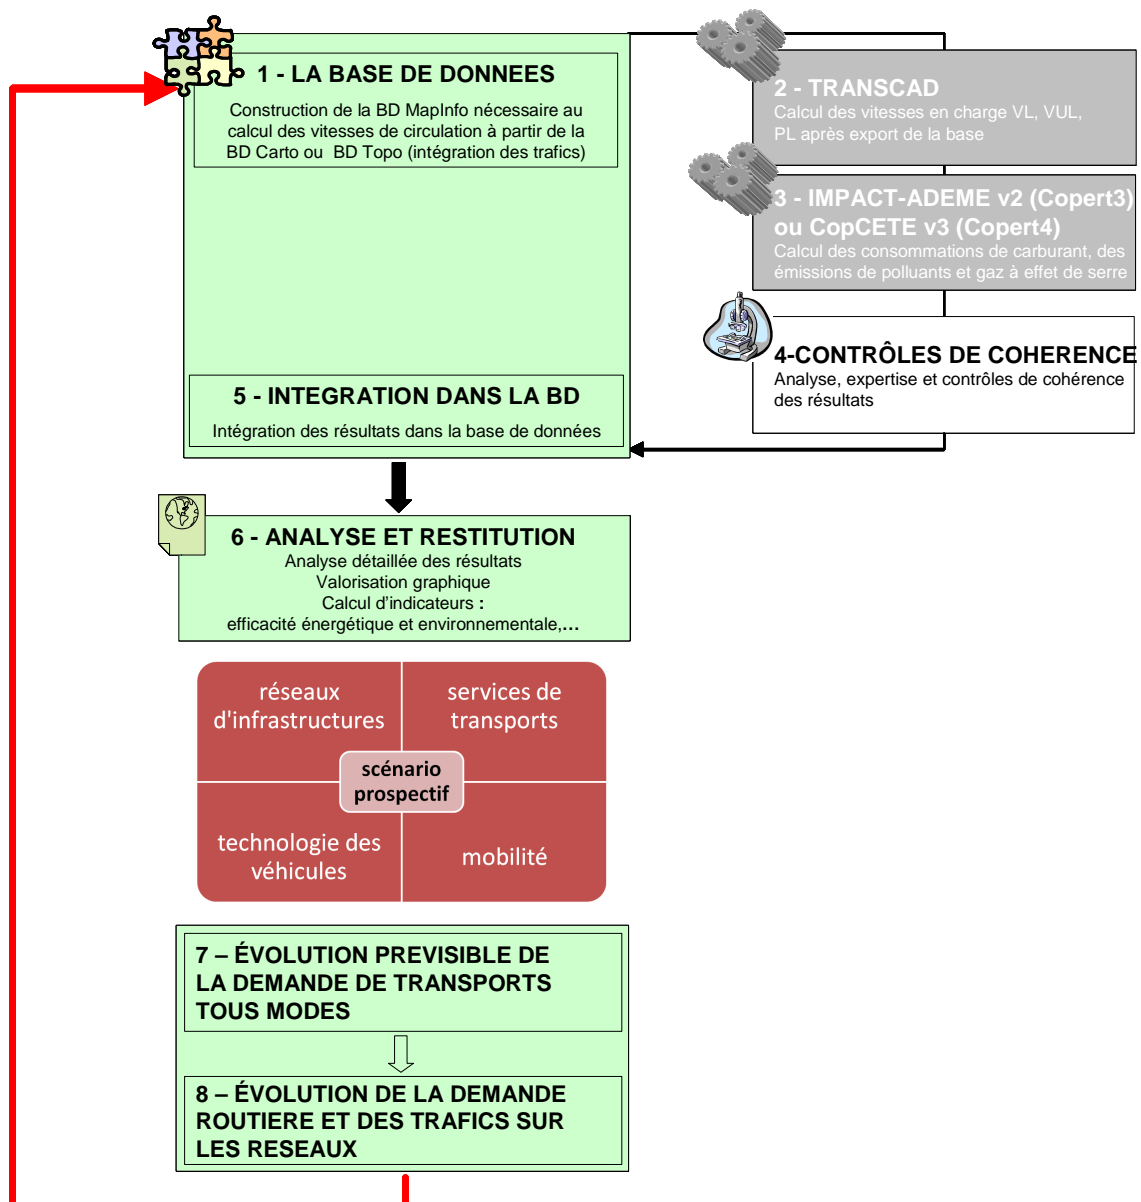 1 - LA BASE DE DONNEES
Construction de la BD MapInfo nécessaire au
calcul des vitesses de circulation à partir de la
BD Carto ou BD Topo (intégration des trafics)
2 - TRANSCAD
Calcul des vitesses en charge VL, VUL,
PL après export de la base
3 - IMPACT-ADEME v2 (Copert3)
ou CopCETE v3 (Copert4)
Calcul des consommations de carburant, des
émissions de polluants et gaz à effet de serre
4-CONTRÔLES DE COHERENCE
Analyse, expertise et contrôles de cohérence
des résultats
5 - INTEGRATION DANS LA BD
Intégration des résultats dans la base de données
6 - ANALYSE ET RESTITUTION
Analyse détaillée des résultats
Valorisation graphique
Calcul d'indicateurs :
efficacité énergétique et environnementale,…
réseaux
d'infrastructures
services de
transports
scénario
prospectif
technologie des
véhicules
mobilité
7 – ÉVOLUTION PREVISIBLE DE
LA DEMANDE DE TRANSPORTS
TOUS MODES
8 – ÉVOLUTION DE LA DEMANDE
ROUTIERE ET DES TRAFICS SUR
LES RESEAUX